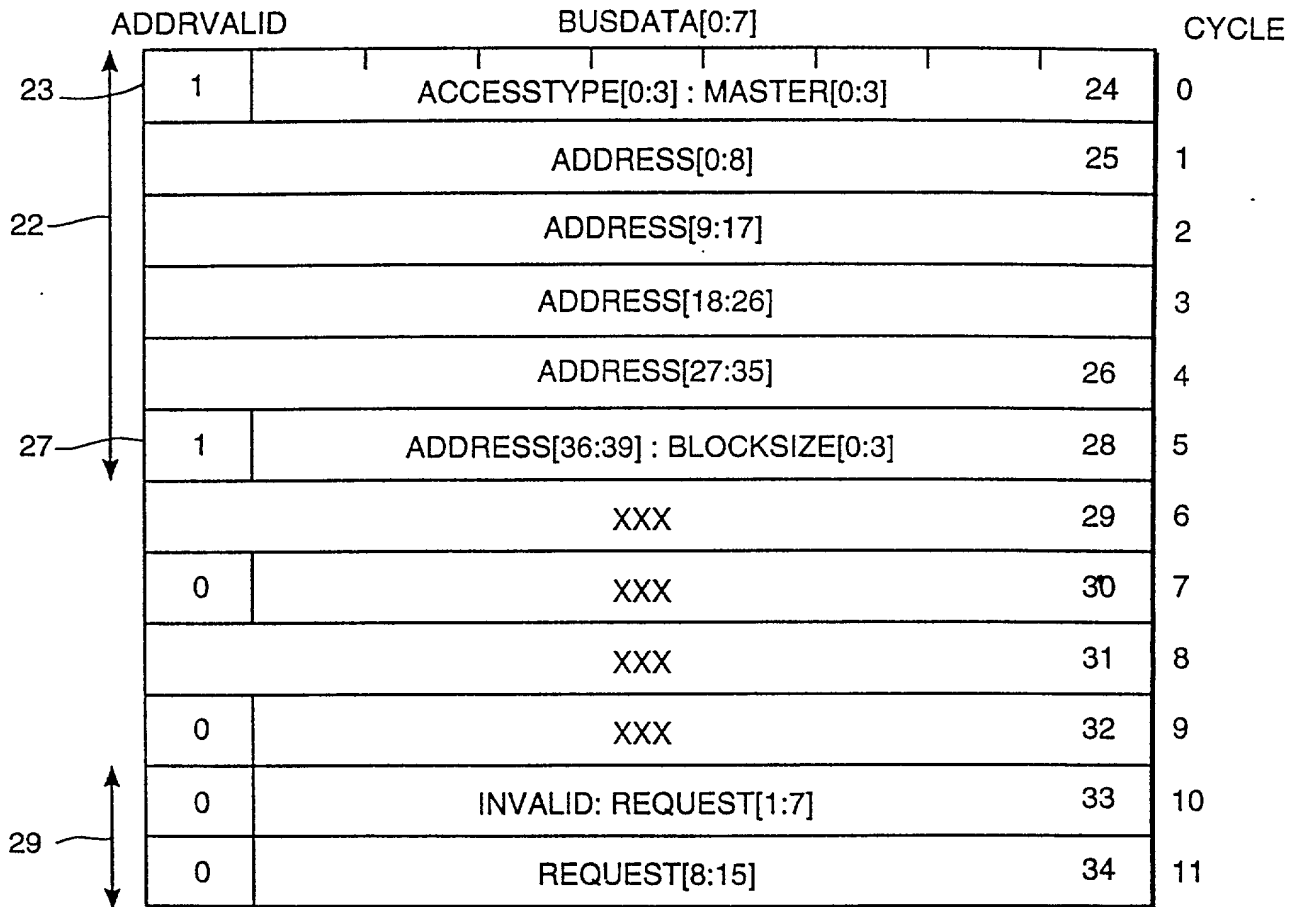 ADDRVALID BUSDATA[0:7] CYCLE
23 1 ACCESSTYPE[0:3] : MASTER[0:3] 24 0
ADDRESS[0:8] 25 1
22 ADDRESS[9:17] 2
ADDRESS[18:26] 3
ADDRESS[27:35] 26 4
27 1 ADDRESS[36:39] : BLOCKSIZE[0:3] 28 5
XXX 29 6
0 XXX 30 7
XXX 31 8
0 XXX 32 9
0 INVALID: REQUEST[1:7] 33 10
29
0 REQUEST[8:15] 34 11